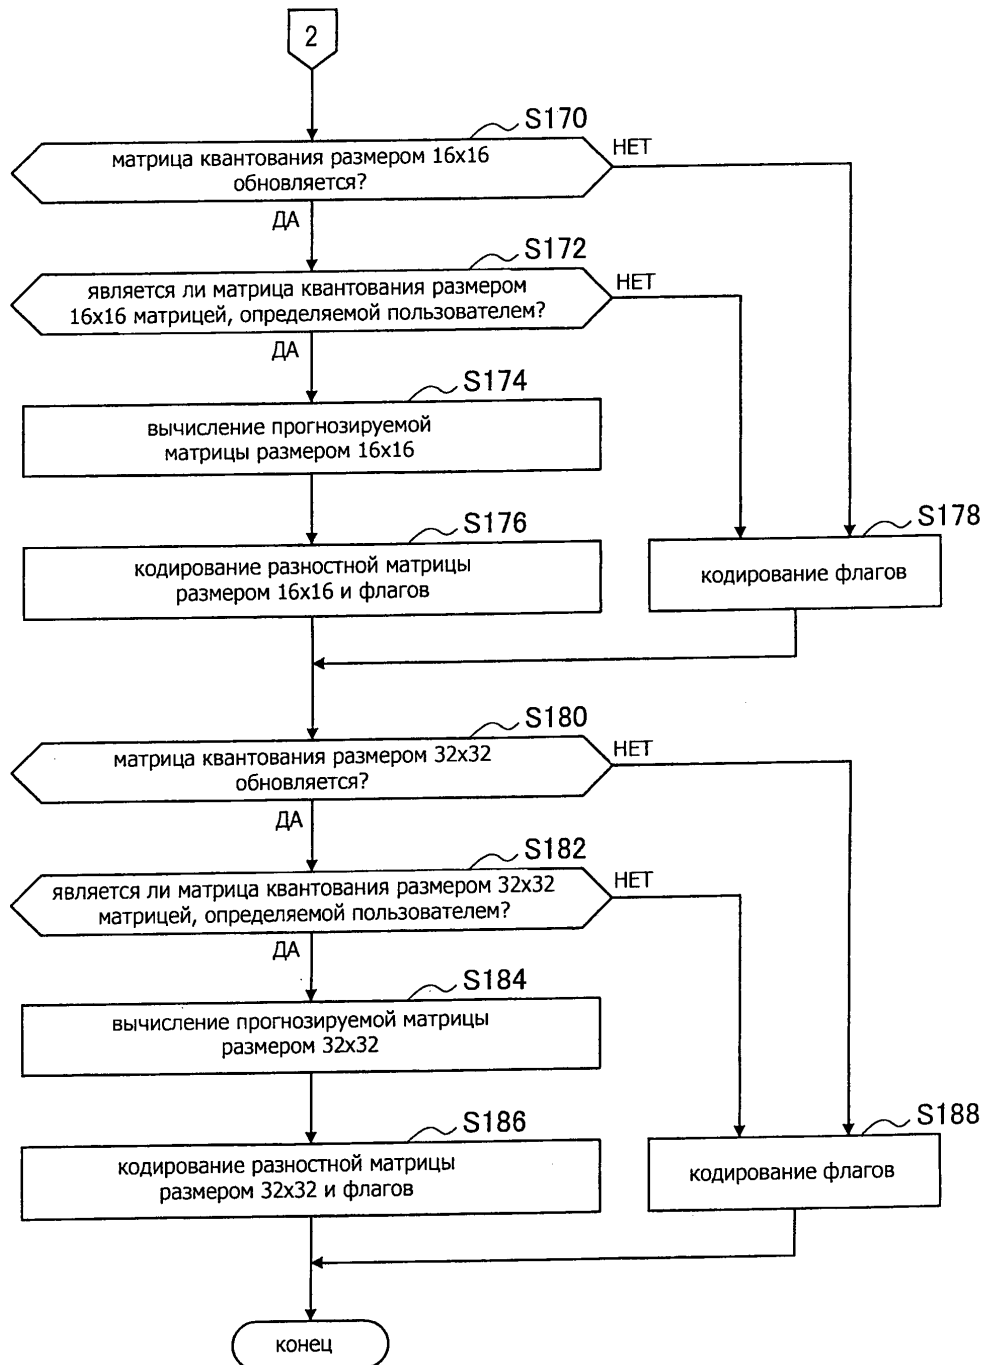 2
S170
матрица квантования размером 16x16
обновляется?
НЕТ
ДА
S172
является ли матрица квантования размером
16x16 матрицей, определяемой пользователем?
НЕТ
ДА
S174
вычисление прогнозируемой
матрицы размером 16x16
S176
кодирование разностной матрицы
размером 16x16 и флагов
S178
кодирование флагов
S180
матрица квантования размером 32x32
обновляется?
НЕТ
ДА
S182
является ли матрица квантования размером 32x32
матрицей, определяемой пользователем?
НЕТ
ДА
S184
вычисление прогнозируемой матрицы
размером 32x32
S186
кодирование разностной матрицы
размером 32x32 и флагов
S188
кодирование флагов
конец